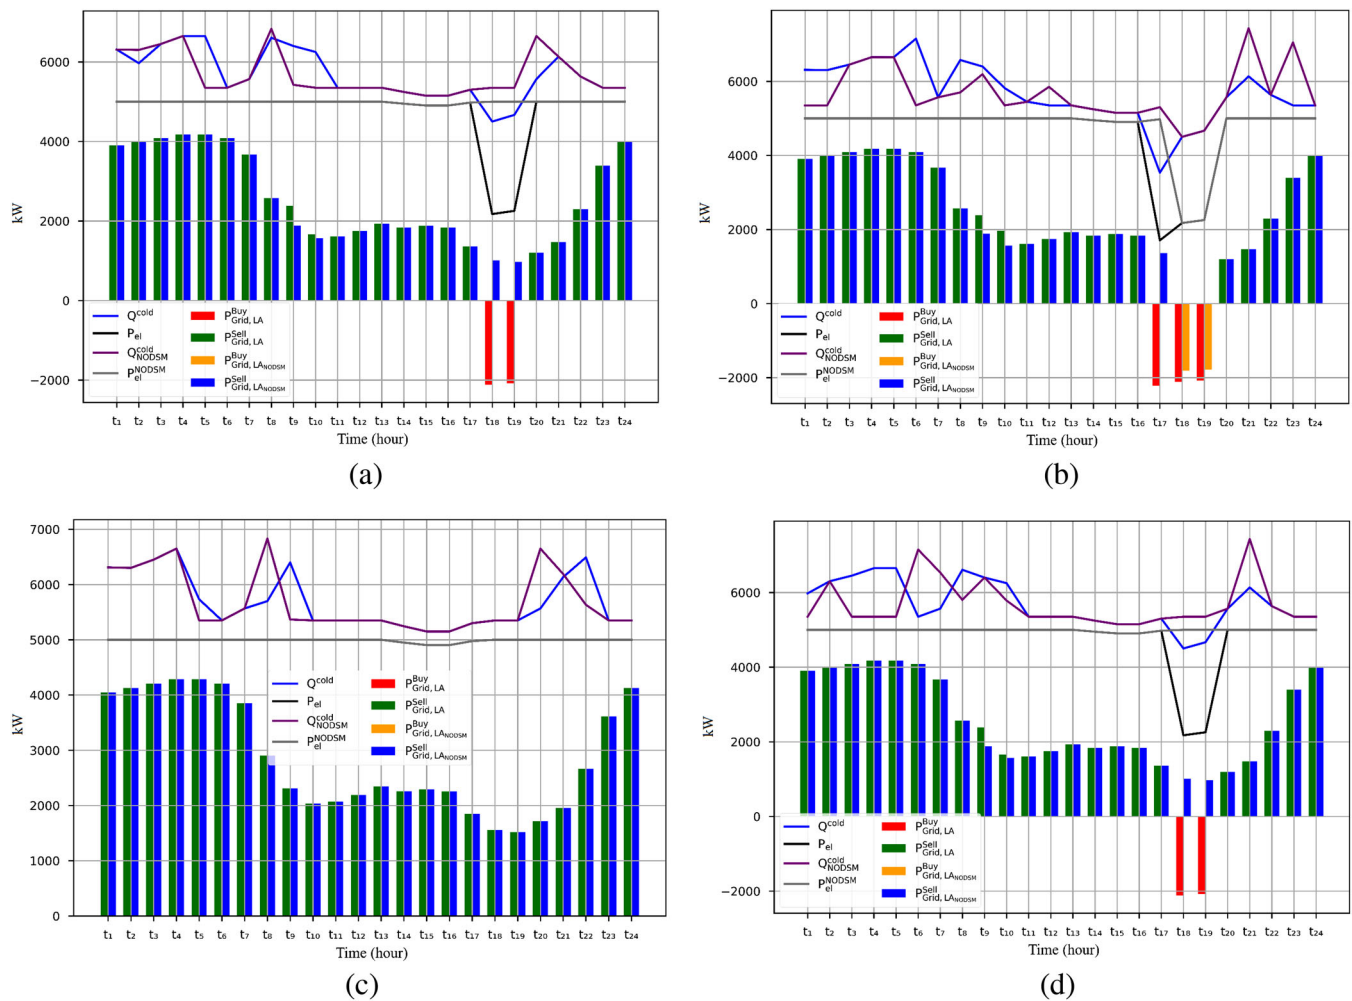 6000
4000
2000
0
−2000
kW
Q^cold
P_el
Q^cold_NODSM
P^NODSM_el
P^Buy_Grid, LA
P^Sell_Grid, LA
P^Buy_Grid, LA_NODSM
P^Sell_Grid, LA_NODSM
t₁ t₂ t₃ t₄ t₅ t₆ t₇ t₈ t₉ t₁₀ t₁₁ t₁₂ t₁₃ t₁₄ t₁₅ t₁₆ t₁₇ t₁₈ t₁₉ t₂₀ t₂₁ t₂₂ t₂₃ t₂₄
Time (hour)
(a)
6000
4000
2000
0
−2000
kW
Q^cold
P_el
Q^cold_NODSM
P^NODSM_el
P^Buy_Grid, LA
P^Sell_Grid, LA
P^Buy_Grid, LA_NODSM
P^Sell_Grid, LA_NODSM
t₁ t₂ t₃ t₄ t₅ t₆ t₇ t₈ t₉ t₁₀ t₁₁ t₁₂ t₁₃ t₁₄ t₁₅ t₁₆ t₁₇ t₁₈ t₁₉ t₂₀ t₂₁ t₂₂ t₂₃ t₂₄
Time (hour)
(b)
7000
6000
5000
4000
3000
2000
1000
0
kW
Q^cold
P_el
Q^cold_NODSM
P^NODSM_el
P^Buy_Grid, LA
P^Sell_Grid, LA
P^Buy_Grid, LA_NODSM
P^Sell_Grid, LA_NODSM
t₁ t₂ t₃ t₄ t₅ t₆ t₇ t₈ t₉ t₁₀ t₁₁ t₁₂ t₁₃ t₁₄ t₁₅ t₁₆ t₁₇ t₁₈ t₁₉ t₂₀ t₂₁ t₂₂ t₂₃ t₂₄
Time (hour)
(c)
6000
4000
2000
0
−2000
kW
Q^cold
P_el
Q^cold_NODSM
P^NODSM_el
P^Buy_Grid, LA
P^Sell_Grid, LA
P^Buy_Grid, LA_NODSM
P^Sell_Grid, LA_NODSM
t₁ t₂ t₃ t₄ t₅ t₆ t₇ t₈ t₉ t₁₀ t₁₁ t₁₂ t₁₃ t₁₄ t₁₅ t₁₆ t₁₇ t₁₈ t₁₉ t₂₀ t₂₁ t₂₂ t₂₃ t₂₄
Time (hour)
(d)